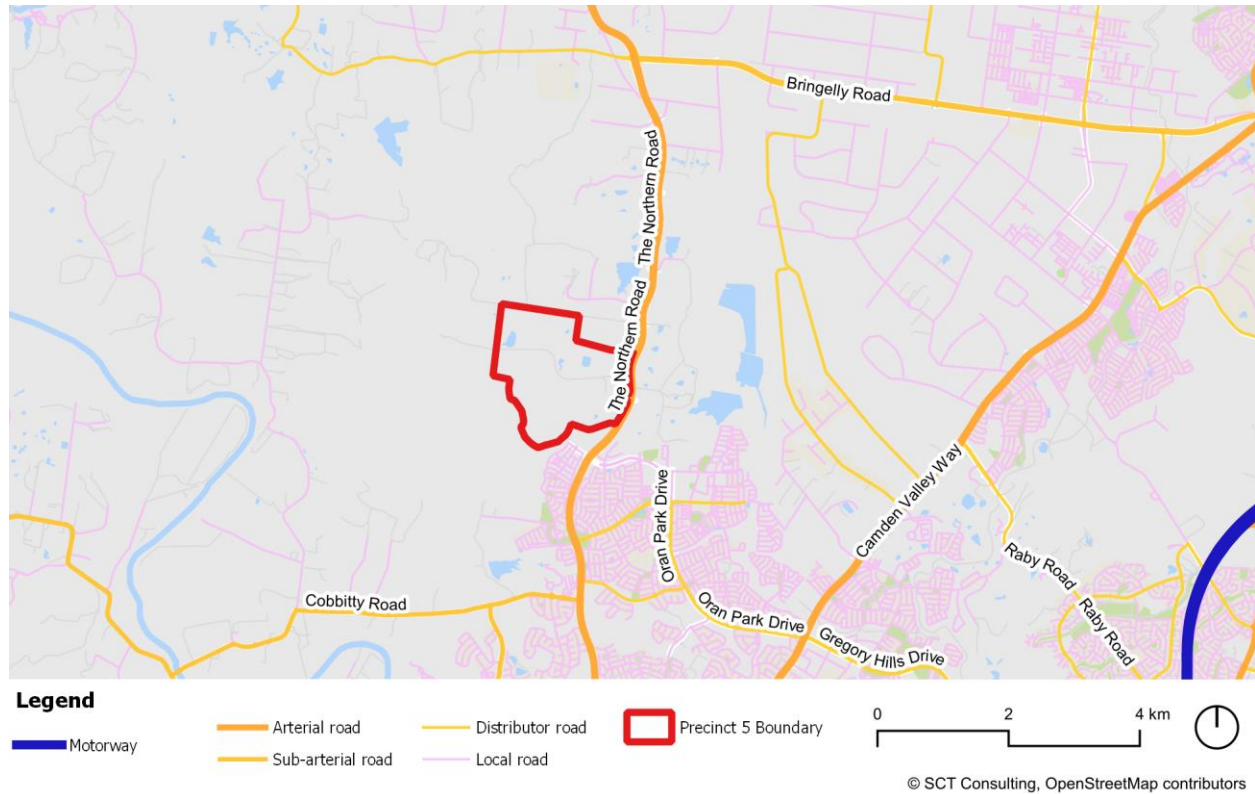 Bringelly Road
The Northern Road
The Northern Road
The Northern Road
Camden Valley Way
Oran Park Drive
Raby Road
Raby Road
Cobbitty Road
Oran Park Drive
Gregory Hills Drive
Legend
Motorway
Arterial road
Sub-arterial road
Distributor road
Local road
Precinct 5 Boundary
0 2 4 km
© SCT Consulting, OpenStreetMap contributors